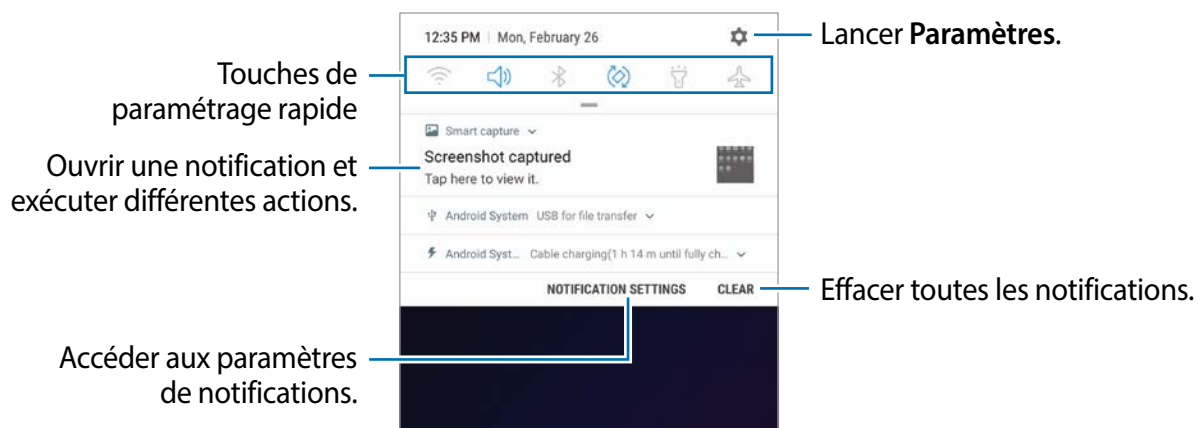 12:35 PM | Mon, February 26
Lancer Paramètres.
Touches de
paramétrage rapide
Smart capture
Screenshot captured
Tap here to view it.
Ouvrir une notification et
exécuter différentes actions.
Android System USB for file transfer
Android Syst... Cable charging(1 h 14 m until fully ch...
NOTIFICATION SETTINGS CLEAR
Effacer toutes les notifications.
Accéder aux paramètres
de notifications.